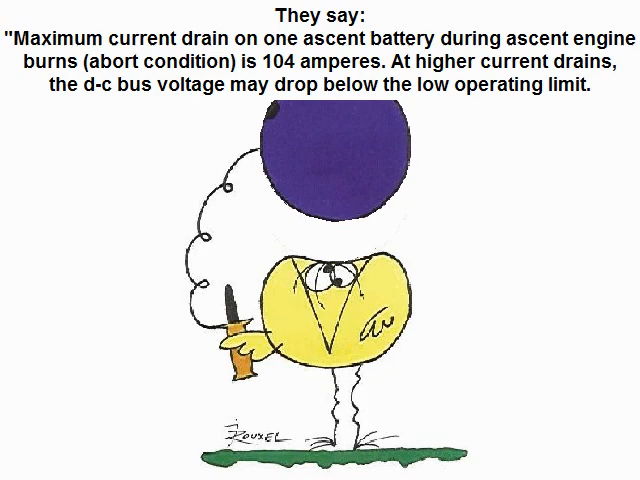 They say:
"Maximum current drain on one ascent battery during ascent engine
burns (abort condition) is 104 amperes. At higher current drains,
the d-c bus voltage may drop below the low operating limit.
J ROUXEL